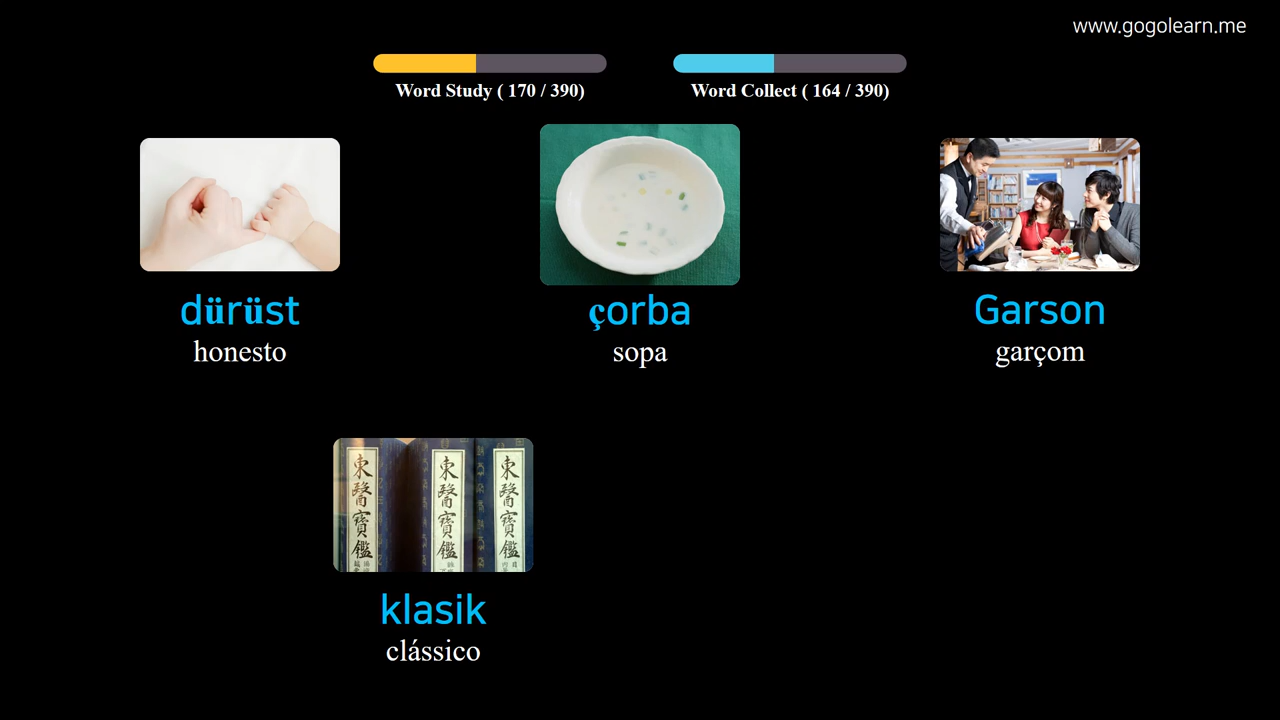 www.gogolearn.me
Word Study ( 170 / 390)
Word Collect ( 164 / 390)
dürüst
honesto
çorba
sopa
Garson
garçom
東醫寶鑑
東醫寶鑑
東醫寶鑑
klasik
clássico